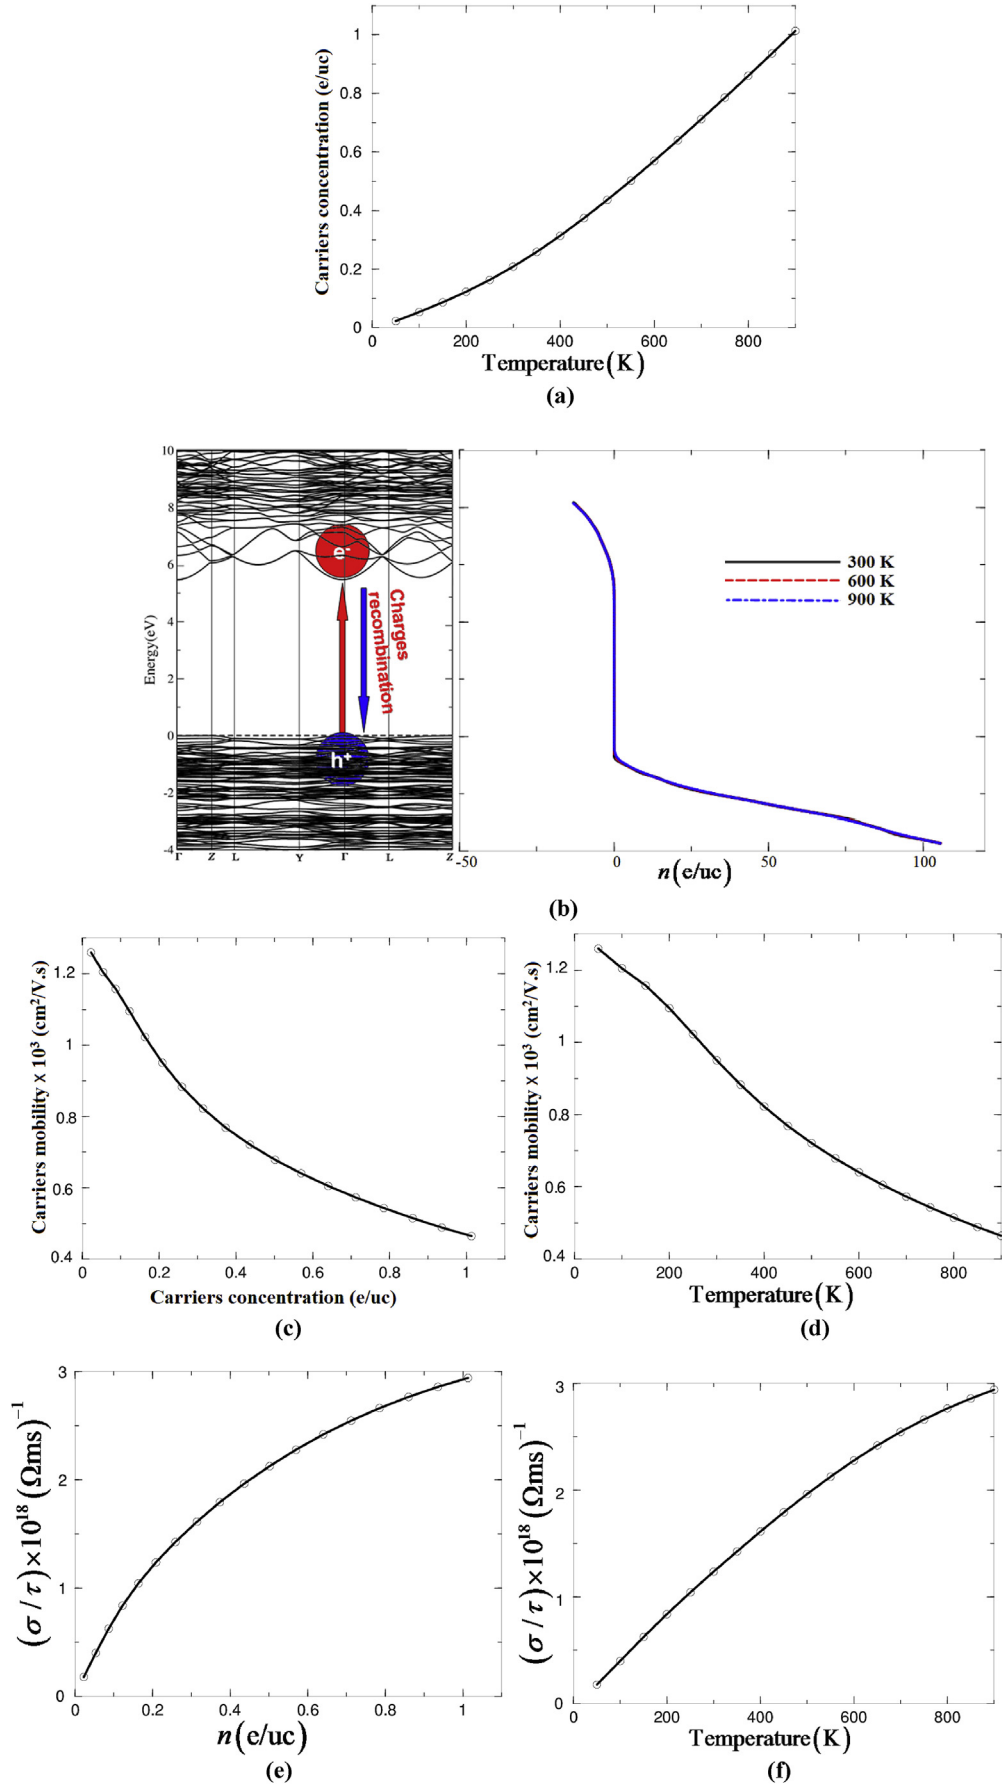 Carriers concentration (e/uc)
1
0.8
0.6
0.4
0.2
0
0 200 400 600 800
Temperature (K)
(a)
Energy(eV)
10
8
6
4
2
0
-2
-4
e-
Charges
recombination
h+
Γ Z L Y Γ L Z
300 K
600 K
900 K
-50 0 50 100
n (e/uc)
(b)
Carriers mobility x 10³ (cm²/V.s)
1.2
1
0.8
0.6
0.4
0 0.2 0.4 0.6 0.8 1
Carriers concentration (e/uc)
(c)
Carriers mobility x 10³ (cm²/V.s)
1.2
1
0.8
0.6
0.4
0 200 400 600 800
Temperature (K)
(d)
(σ/τ)×10¹⁸ (Ωms)⁻¹
3
2
1
0
0 0.2 0.4 0.6 0.8 1
n (e/uc)
(e)
(σ/τ)×10¹⁸ (Ωms)⁻¹
3
2
1
0
0 200 400 600 800
Temperature (K)
(f)